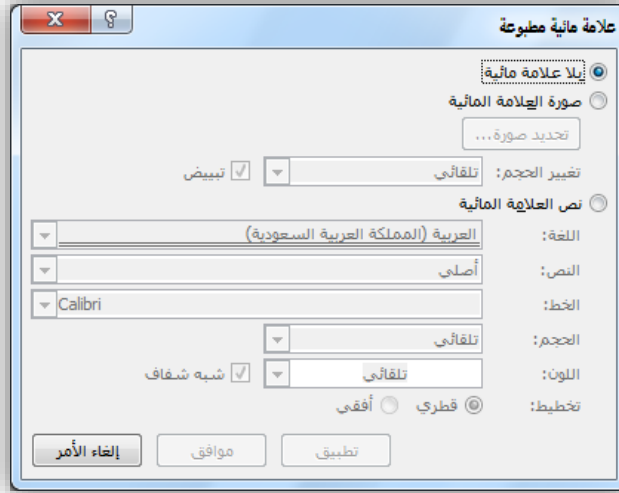 علامة مائية مطبوعة
بلا علامة مائية
صورة العلامة المائية
تحديد صورة...
تغيير الحجم: تلقائي تبييض
نص العلامة المائية
اللغة: العربية (المملكة العربية السعودية)
النص: أصلي
الخط: Calibri
الحجم: تلقائي
اللون: تلقائي شبه شفاف
تخطيط: قطري أفقي
تطبيق موافق إلغاء الأمر